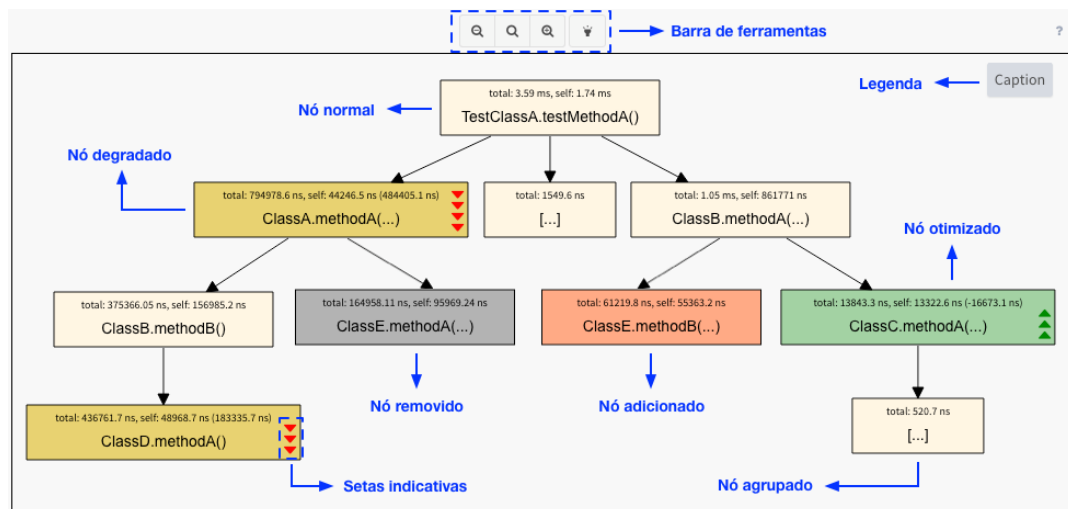 Barra de ferramentas
?
Legenda
Caption
total: 3.59 ms, self: 1.74 ms
TestClassA.testMethodA()
Nó normal
Nó degradado
total: 794978.6 ns, self: 44246.5 ns (484405.1 ns)
ClassA.methodA(...)
total: 1549.6 ns
[...]
total: 1.05 ms, self: 861771 ns
ClassB.methodA(...)
Nó otimizado
total: 375366.05 ns, self: 156985.2 ns
ClassB.methodB()
total: 164958.11 ns, self: 95969.24 ns
ClassE.methodA(...)
total: 61219.8 ns, self: 55363.2 ns
ClassE.methodB(...)
total: 13843.3 ns, self: 13322.6 ns (-16673.1 ns)
ClassC.methodA(...)
Nó removido
Nó adicionado
total: 436761.7 ns, self: 48968.7 ns (183335.7 ns)
ClassD.methodA()
total: 520.7 ns
[...]
Setas indicativas
Nó agrupado